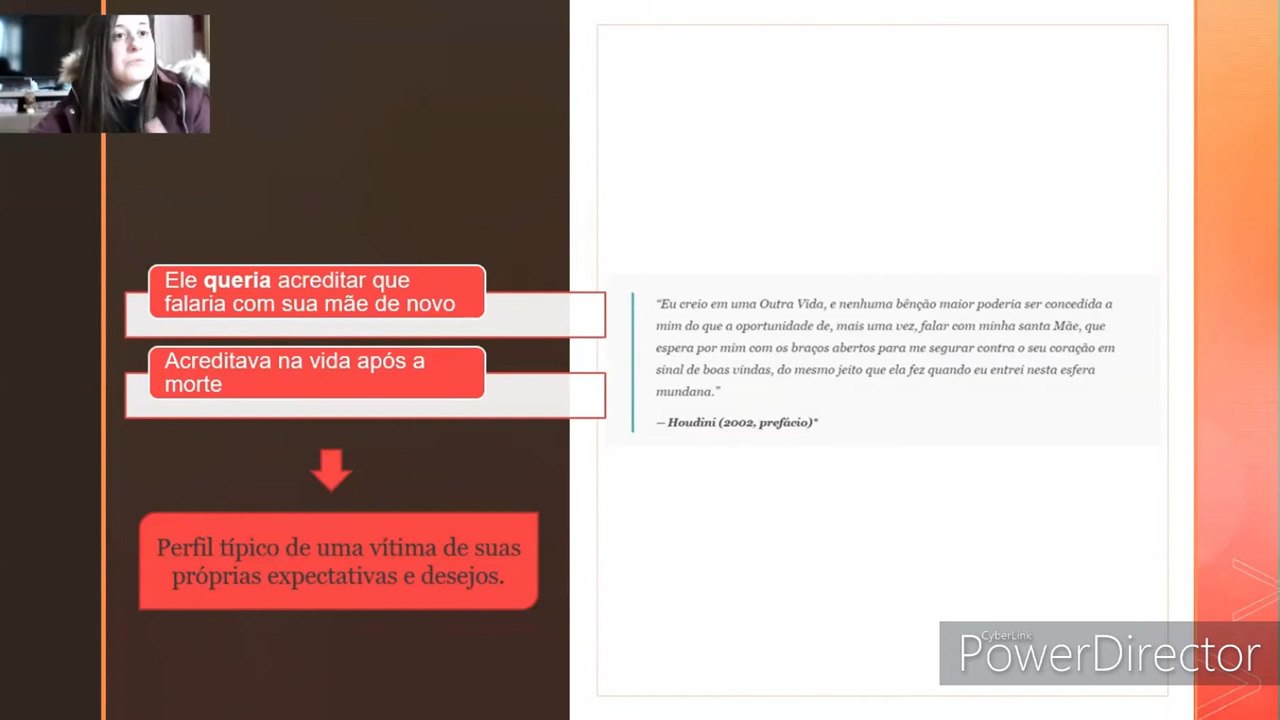 Ele queria acreditar que
falaria com sua mãe de novo
Acreditava na vida após a
morte
Perfil típico de uma vítima de suas
próprias expectativas e desejos.
“Eu creio em uma Outra Vida, e nenhuma bênção maior poderia ser concedida a
mim do que a oportunidade de, mais uma vez, falar com minha santa Mãe, que
espera por mim com os braços abertos para me segurar contra o seu coração em
sinal de boas vindas, do mesmo jeito que ela fez quando eu entrei nesta esfera
mundana.”
— Houdini (2002, prefácio)*
CyberLink
PowerDirector